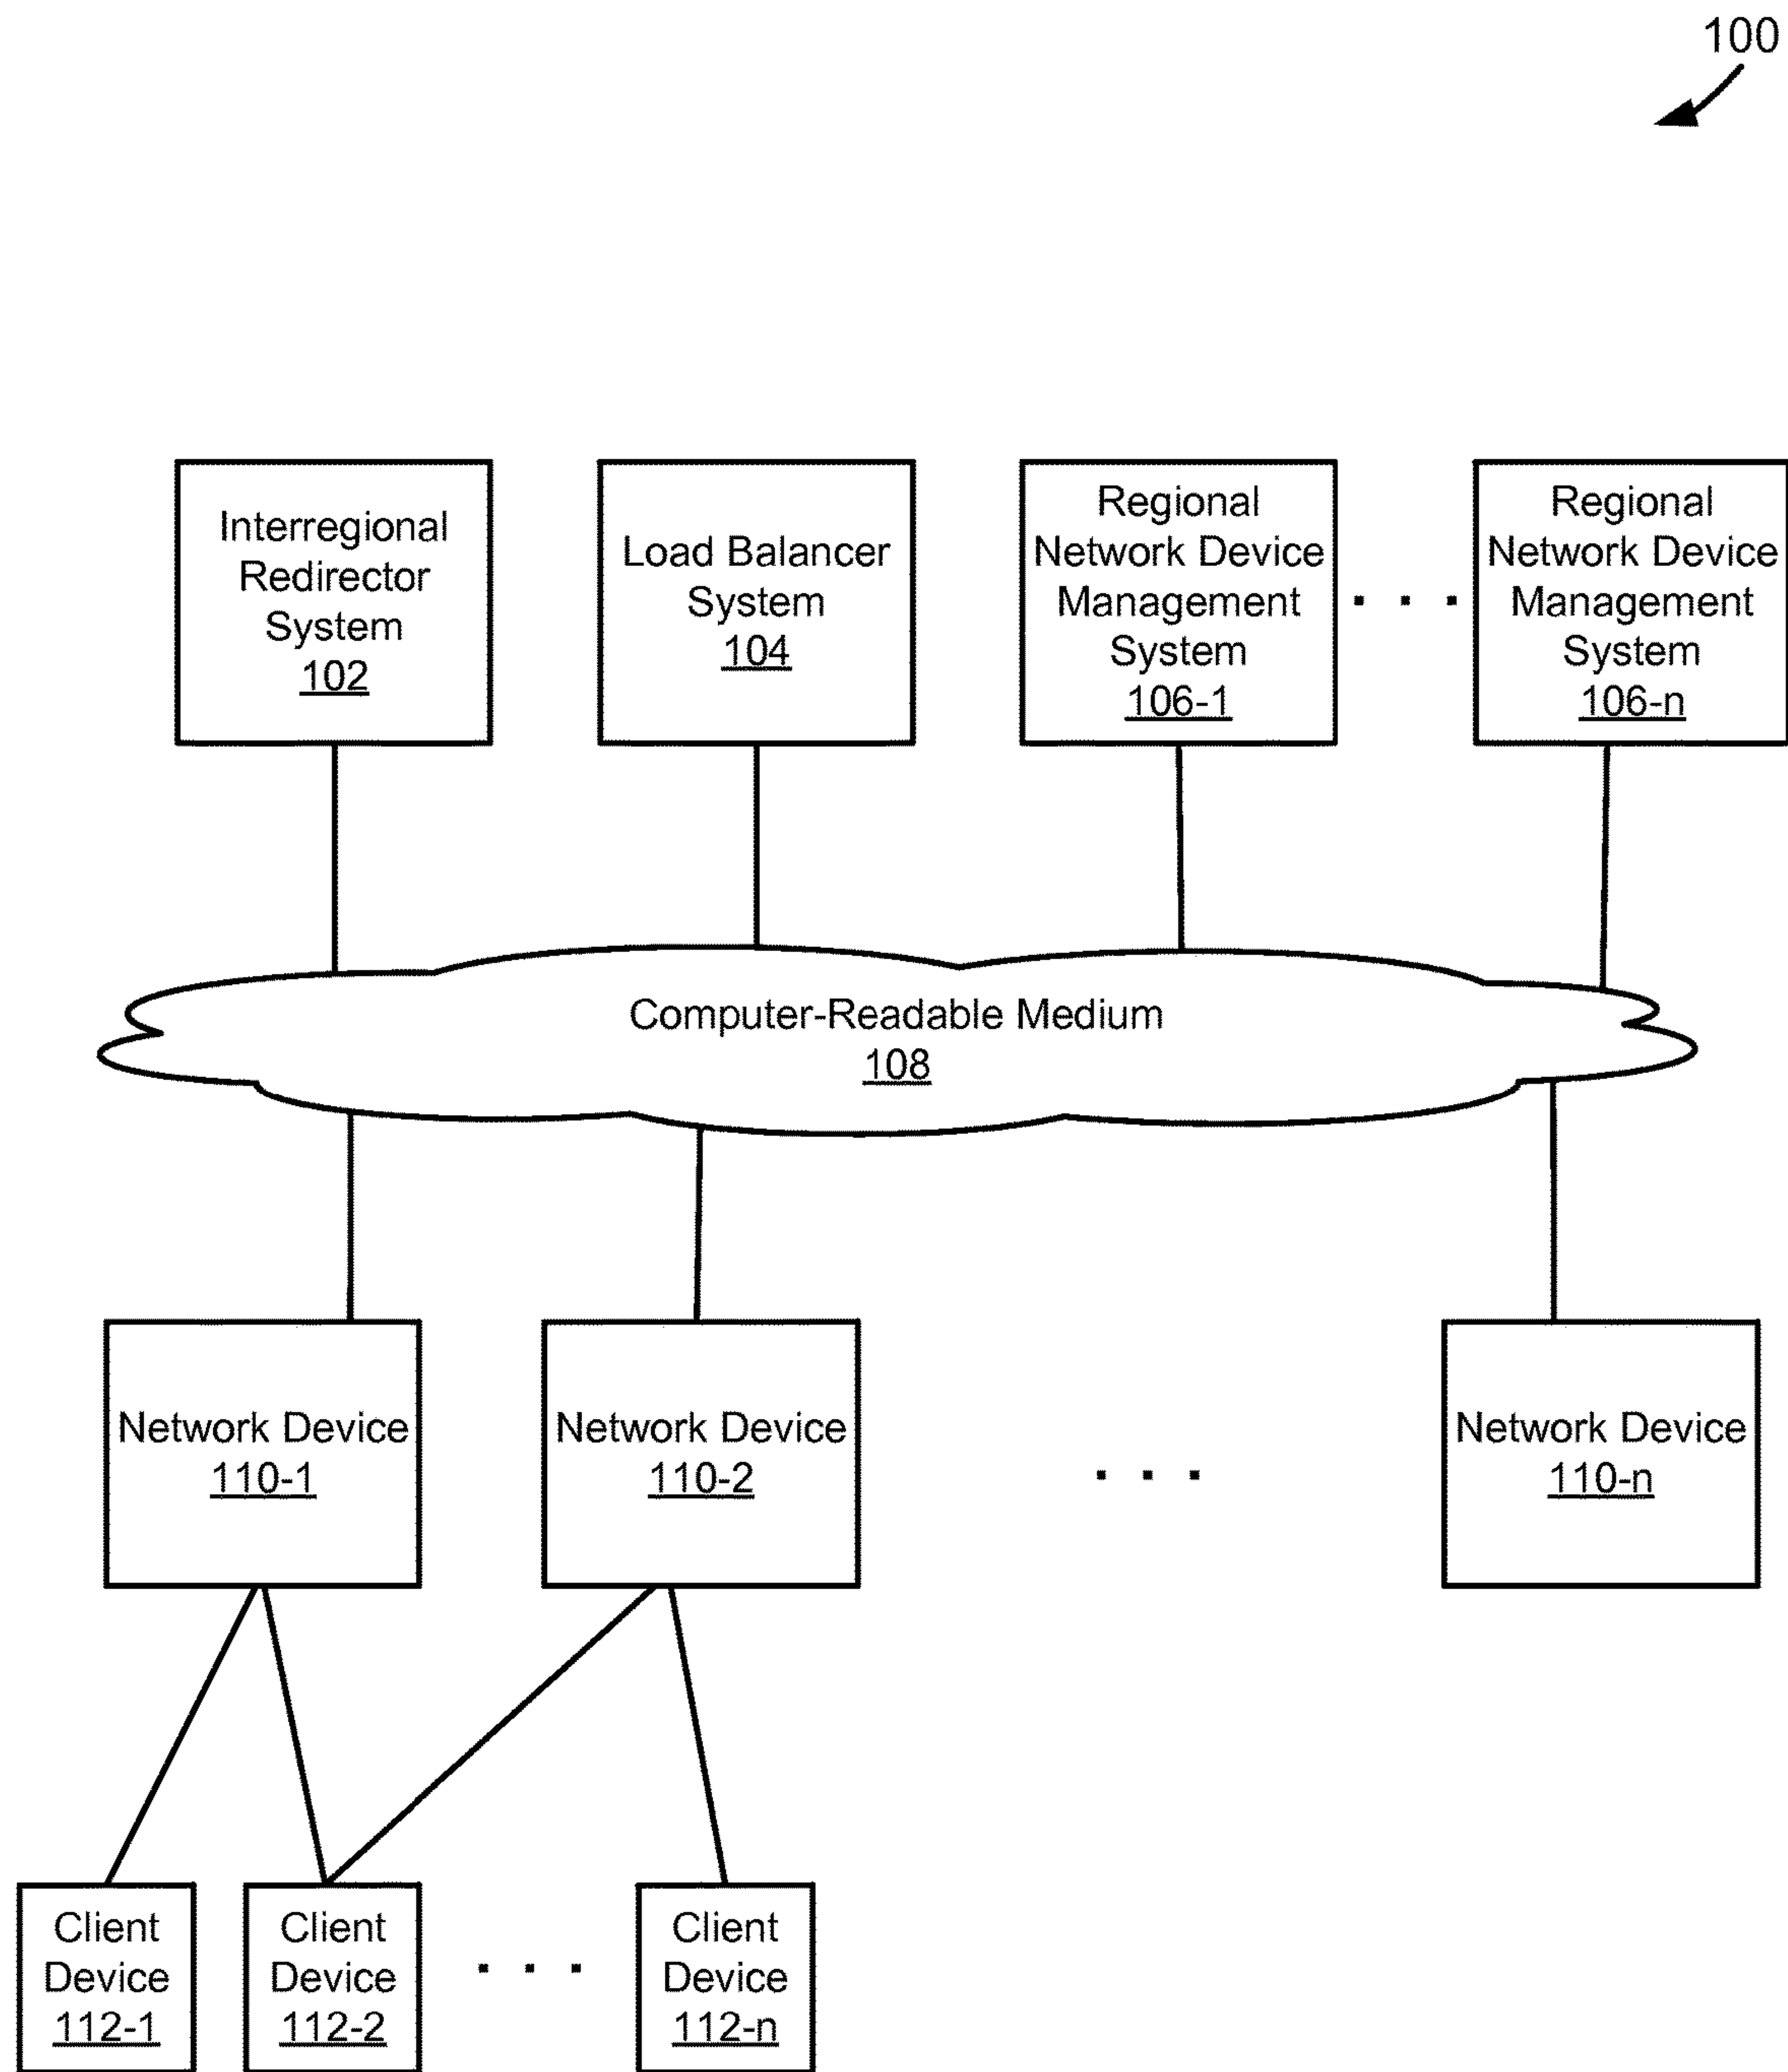 100
Interregional
Redirector
System
102
Load Balancer
System
104
Regional
Network Device
Management
System
106-1
. . .
Regional
Network Device
Management
System
106-n
Computer-Readable Medium
108
Network Device
110-1
Network Device
110-2
. . .
Network Device
110-n
Client
Device
112-1
Client
Device
112-2
. . .
Client
Device
112-n